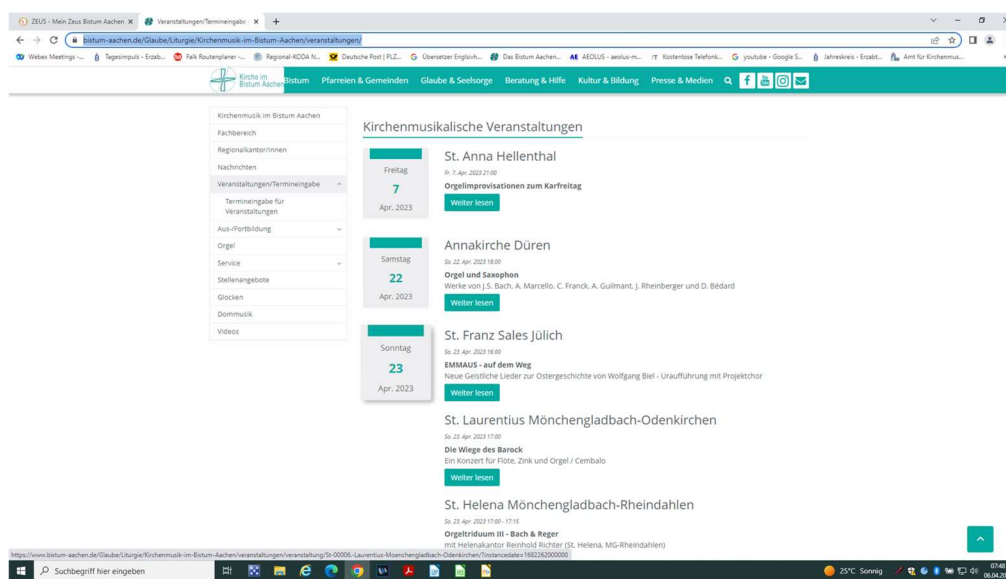 ZEUS - Mein Zeus Bistum Aachen
Veranstaltungen/Termineingabe
bistum-aachen.de/Glaube/Liturgie/Kirchenmusik-im-Bistum-Aachen/veranstaltungen/
Webex Meetings -... Tagesimpuls - Erzab... Falk Routenplaner -... Regional-KODA N... Deutsche Post | PLZ... Übersetzer Englisvh... Das Bistum Aachen... AEOLUS - aeolus-m... Kostenlose Telefonk... youtube - Google S... Jahreskreis - Erzabt... Amt für Kirchenmus...
Kirche im
Bistum Aachen
Bistum Pfarreien & Gemeinden Glaube & Seelsorge Beratung & Hilfe Kultur & Bildung Presse & Medien
Kirchenmusik im Bistum Aachen
Fachbereich
Regionalkantor/innen
Nachrichten
Veranstaltungen/Termineingabe
Termineingabe für
Veranstaltungen
Aus-/Fortbildung
Orgel
Service
Stellenangebote
Glocken
Dommusik
Videos
Kirchenmusikalische Veranstaltungen
Freitag
7
Apr. 2023
St. Anna Hellenthal
Fr. 7. Apr. 2023 21:00
Orgelimprovisationen zum Karfreitag
Weiter lesen
Samstag
22
Apr. 2023
Annakirche Düren
Sa. 22. Apr. 2023 18:00
Orgel und Saxophon
Werke von J.S. Bach, A. Marcello, C. Franck, A. Guilmant, J. Rheinberger und D. Bédard
Weiter lesen
Sonntag
23
Apr. 2023
St. Franz Sales Jülich
So. 23. Apr. 2023 16:00
EMMAUS - auf dem Weg
Neue Geistliche Lieder zur Ostergeschichte von Wolfgang Biel - Uraufführung mit Projektchor
Weiter lesen
St. Laurentius Mönchengladbach-Odenkirchen
So. 23. Apr. 2023 17:00
Die Wiege des Barock
Ein Konzert für Flöte, Zink und Orgel / Cembalo
Weiter lesen
St. Helena Mönchengladbach-Rheindahlen
So. 23. Apr. 2023 17:00 - 17:15
Orgeltriduum III - Bach & Reger
mit Helenakantor Reinhold Richter (St. Helena, MG-Rheindahlen)
https://www.bistum-aachen.de/Glaube/Liturgie/Kirchenmusik-im-Bistum-Aachen/veranstaltungen/veranstaltung/St-00006.-Laurentius-Moenchengladbach-Odenkirchen/?instancedate=1682262000000
Suchbegriff hier eingeben
25°C Sonnig